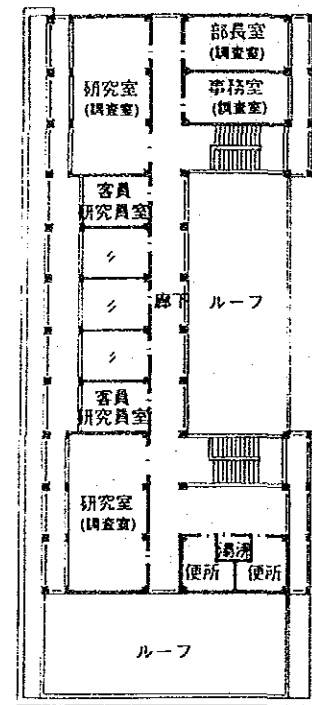 部長室
(調査室)
研究室
(調査室)
事務室
(調査室)
客員
研究員室
〃
〃
〃
廊下
ルーフ
客員
研究員室
研究室
(調査室)
湯沸
便所
便所
ルーフ